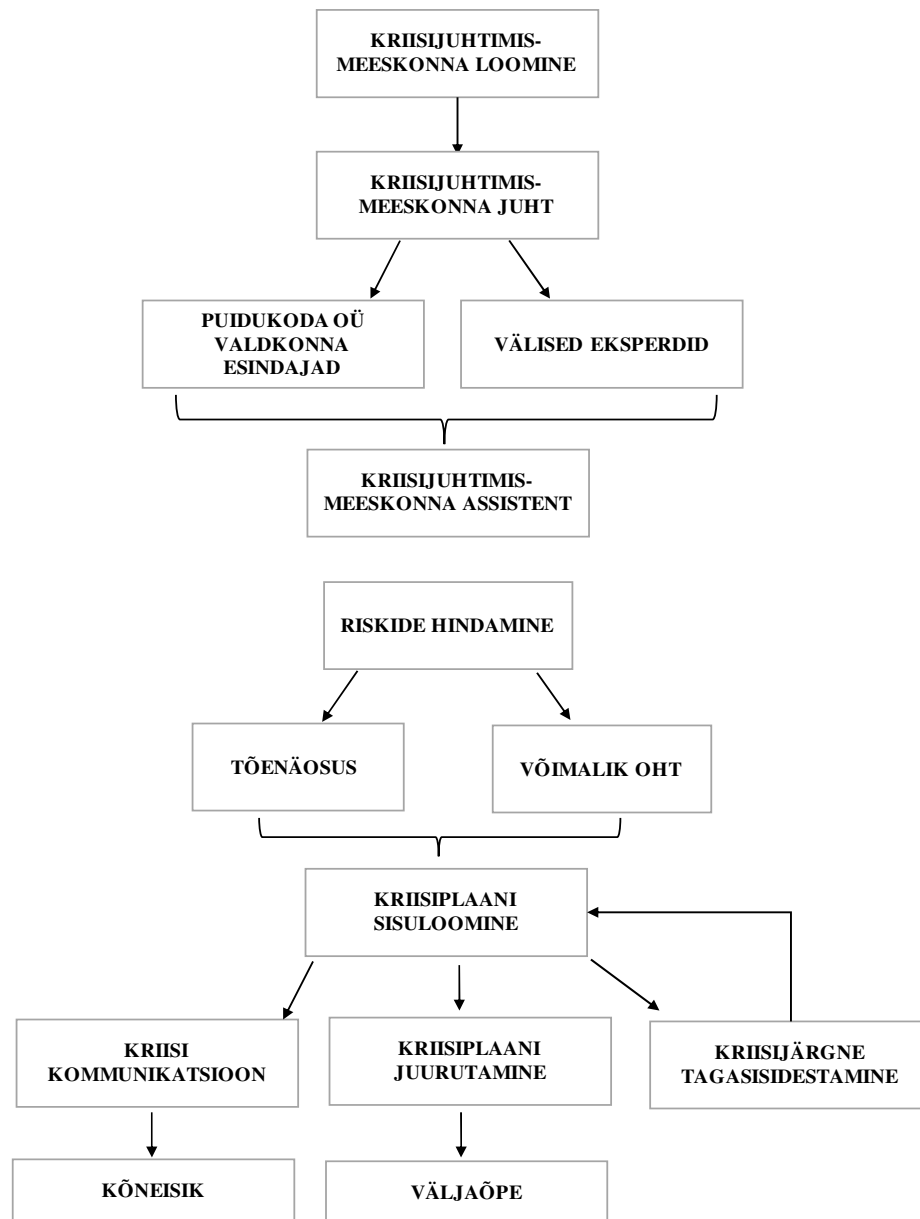 KRIISIJUHTIMIS-
MEESKONNA LOOMINE
KRIISIJUHTIMIS-
MEESKONNA JUHT
PUIDUKODA OÜ
VALDKONNA
ESINDAJAD
VÄLISED EKSPERDID
KRIISIJUHTIMIS-
MEESKONNA ASSISTENT
RISKIDE HINDAMINE
TÕENÄOSUS
VÕIMALIK OHT
KRIISIPLAANI
SISULOOMINE
KRIISI
KOMMUNIKATSIOON
KRIISIPLAANI
JUURUTAMINE
KRIISIJÄRGNE
TAGASISIDESTAMINE
KÕNEISIK
VÄLJAÕPE